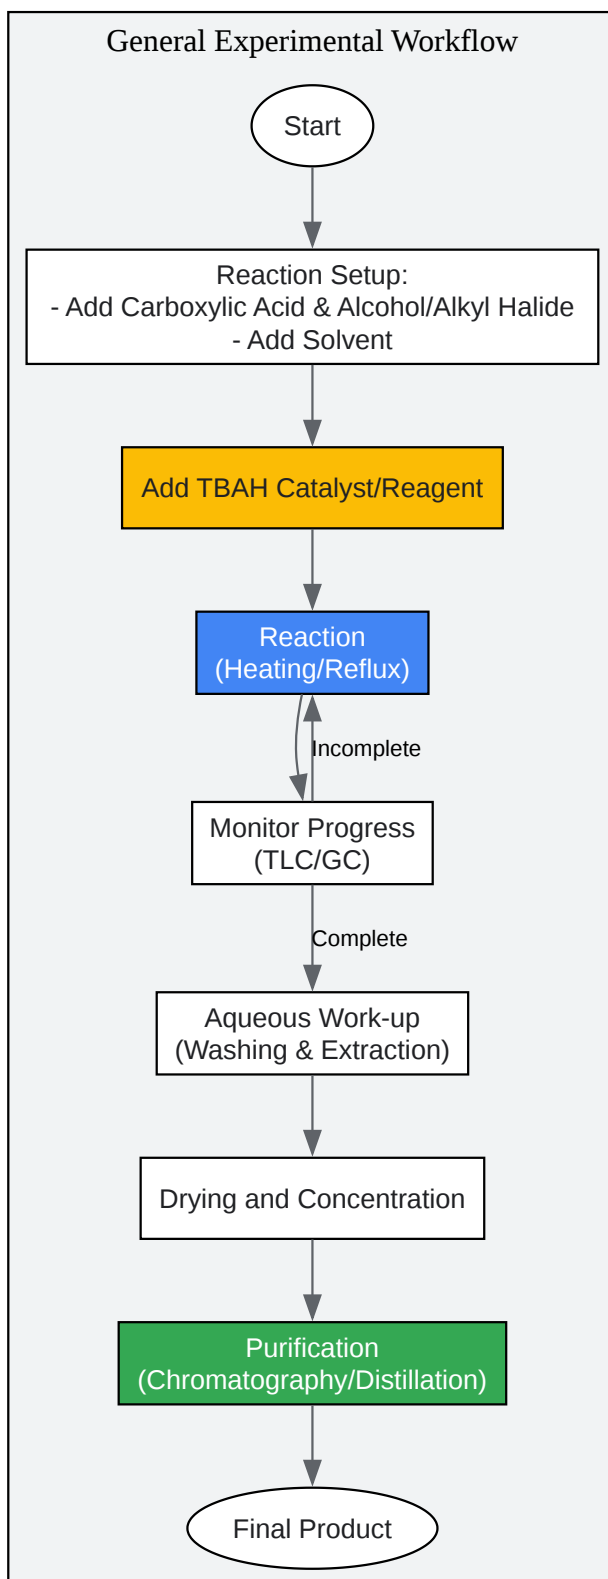 General Experimental Workflow
Start
Reaction Setup:
- Add Carboxylic Acid & Alcohol/Alkyl Halide
- Add Solvent
Add TBAH Catalyst/Reagent
Reaction
(Heating/Reflux)
Incomplete
Monitor Progress
(TLC/GC)
Complete
Aqueous Work-up
(Washing & Extraction)
Drying and Concentration
Purification
(Chromatography/Distillation)
Final Product